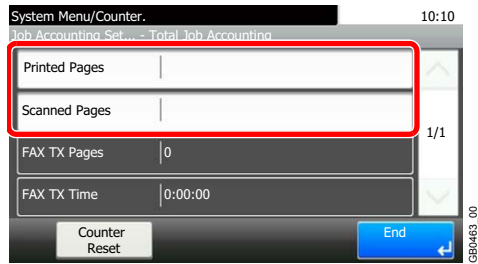 System Menu/Counter.
10:10
Job Accounting Set... - Total Job Accounting
Printed Pages
Scanned Pages
1/1
FAX TX Pages 0
FAX TX Time 0:00:00
Counter
Reset
End
GB0463_00